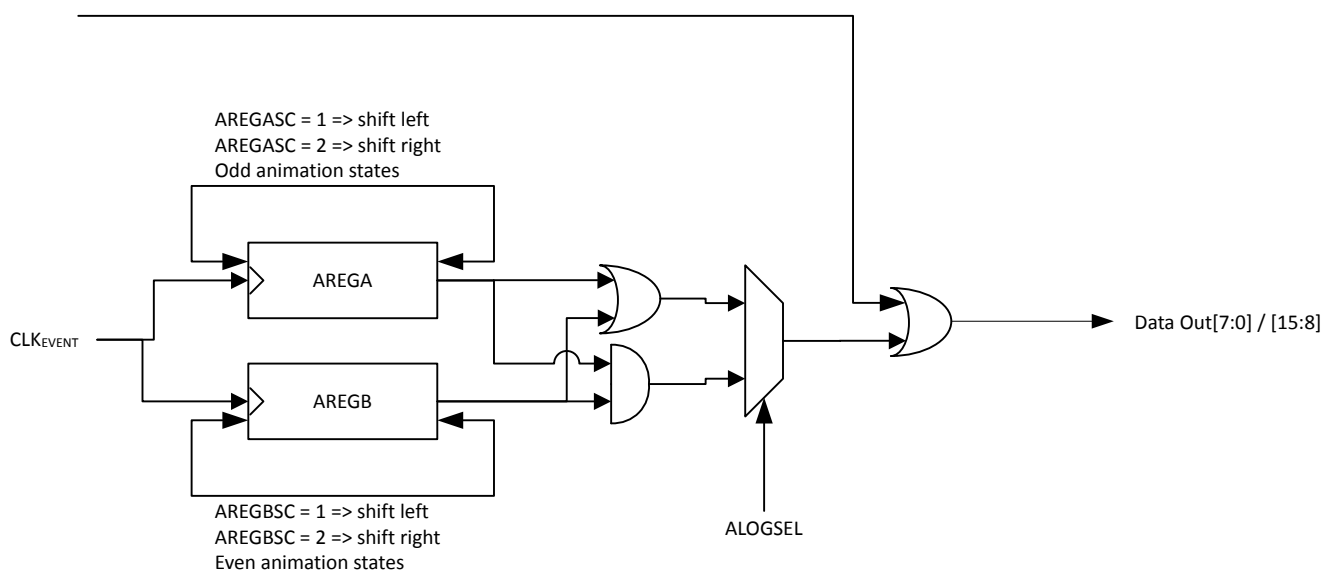 AREGASC = 1 => shift left
AREGASC = 2 => shift right
Odd animation states
AREGA
CLKEVENT
Data Out[7:0] / [15:8]
AREGB
AREGBSC = 1 => shift left
AREGBSC = 2 => shift right
Even animation states
ALOGSEL